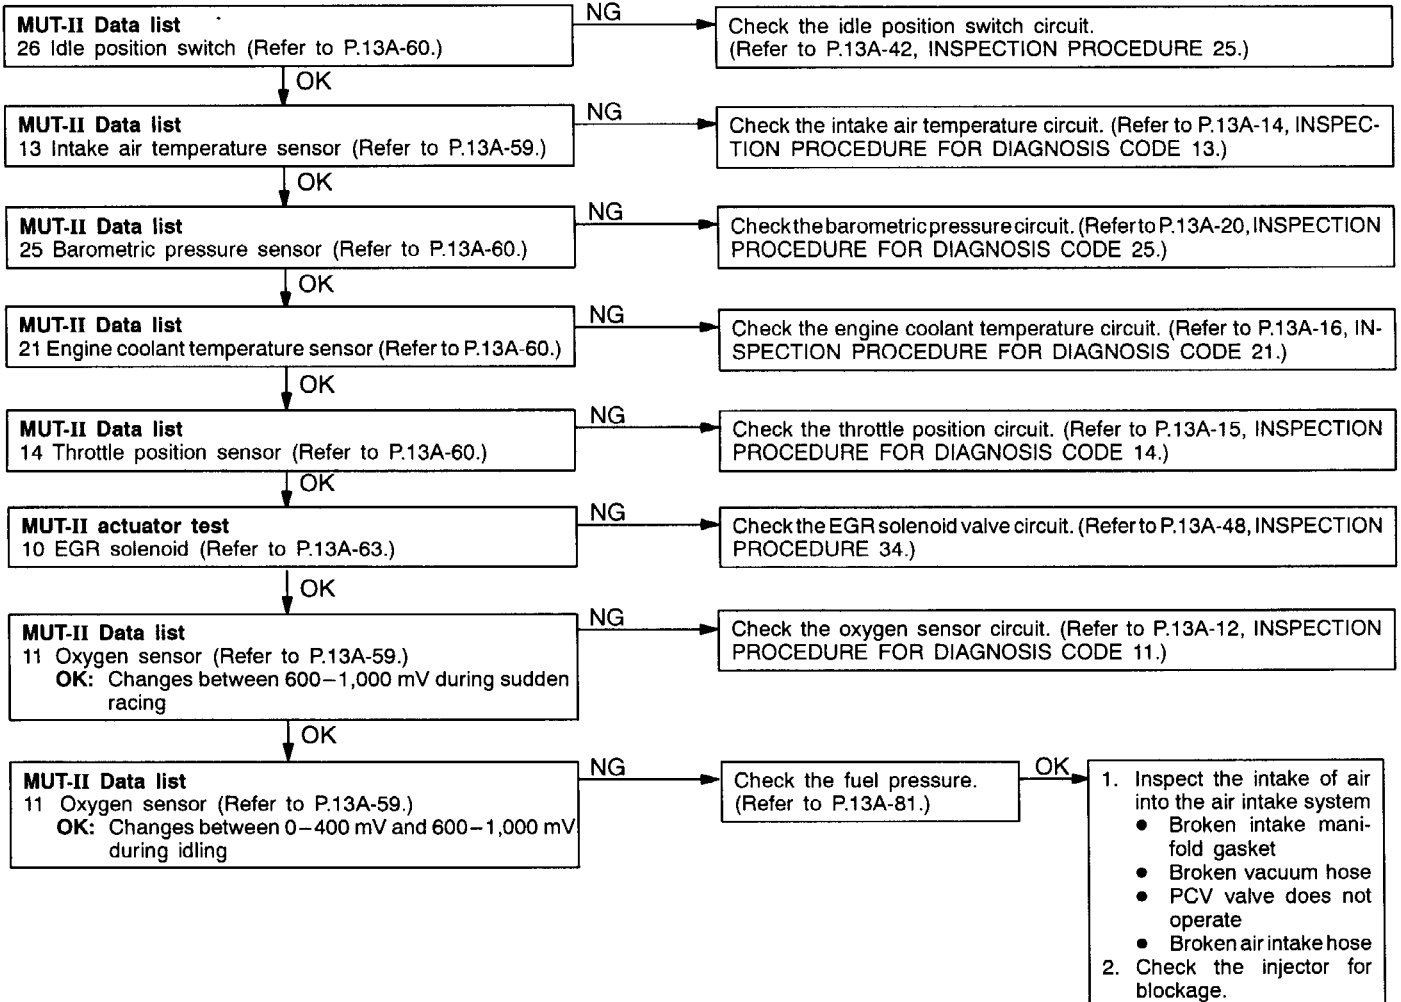 MUT-II Data list
26 Idle position switch (Refer to P.13A-60.)
NG
Check the idle position switch circuit.
(Refer to P.13A-42, INSPECTION PROCEDURE 25.)
OK
MUT-II Data list
13 Intake air temperature sensor (Refer to P.13A-59.)
NG
Check the intake air temperature circuit. (Refer to P.13A-14, INSPEC-
TION PROCEDURE FOR DIAGNOSIS CODE 13.)
OK
MUT-II Data list
25 Barometric pressure sensor (Refer to P.13A-60.)
NG
Check the barometric pressure circuit. (Refer to P.13A-20, INSPECTION
PROCEDURE FOR DIAGNOSIS CODE 25.)
OK
MUT-II Data list
21 Engine coolant temperature sensor (Refer to P.13A-60.)
NG
Check the engine coolant temperature circuit. (Refer to P.13A-16, IN-
SPECTION PROCEDURE FOR DIAGNOSIS CODE 21.)
OK
MUT-II Data list
14 Throttle position sensor (Refer to P.13A-60.)
NG
Check the throttle position circuit. (Refer to P.13A-15, INSPECTION
PROCEDURE FOR DIAGNOSIS CODE 14.)
OK
MUT-II actuator test
10 EGR solenoid (Refer to P.13A-63.)
NG
Check the EGR solenoid valve circuit. (Refer to P.13A-48, INSPECTION
PROCEDURE 34.)
OK
MUT-II Data list
11 Oxygen sensor (Refer to P.13A-59.)
OK: Changes between 600–1,000 mV during sudden
racing
NG
Check the oxygen sensor circuit. (Refer to P.13A-12, INSPECTION
PROCEDURE FOR DIAGNOSIS CODE 11.)
OK
MUT-II Data list
11 Oxygen sensor (Refer to P.13A-59.)
OK: Changes between 0–400 mV and 600–1,000 mV
during idling
NG
Check the fuel pressure.
(Refer to P.13A-81.)
OK
1. Inspect the intake of air
into the air intake system
● Broken intake mani-
fold gasket
● Broken vacuum hose
● PCV valve does not
operate
● Broken air intake hose
2. Check the injector for
blockage.